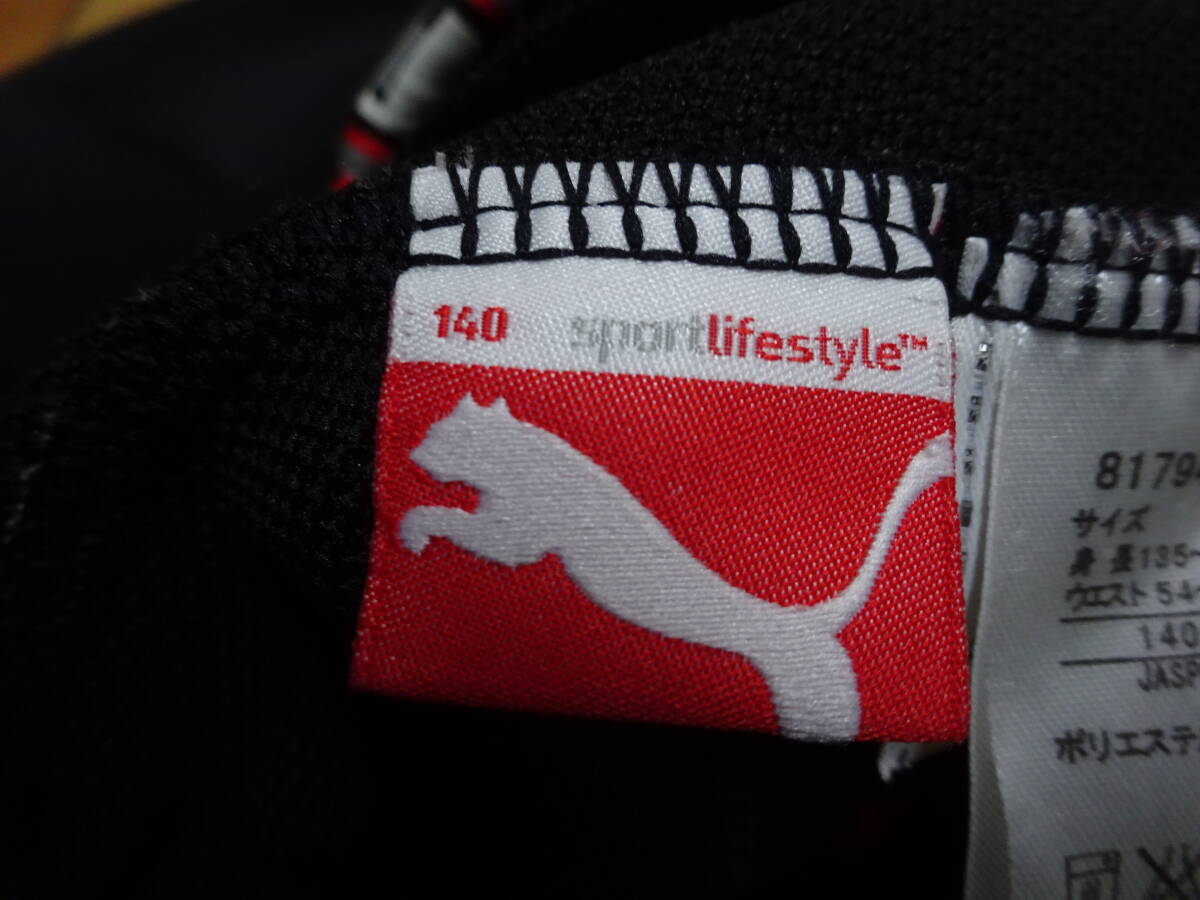 140 sportlifestyle™
8179
サイズ
身長135
ウエスト54
140
JASP
ポリエステ